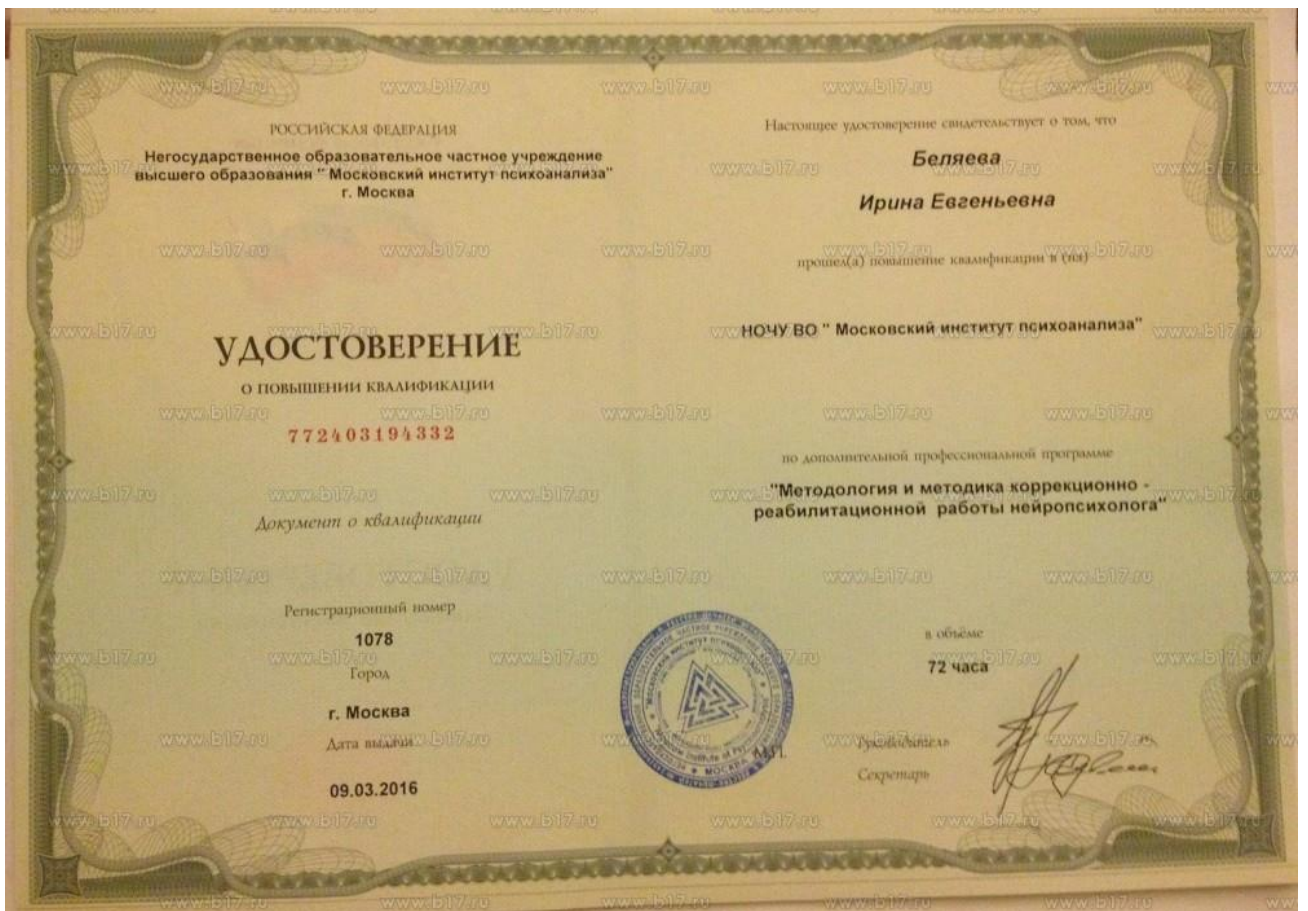 РОССИЙСКАЯ ФЕДЕРАЦИЯ
Негосударственное образовательное частное учреждение
высшего образования " Московский институт психоанализа"
г. Москва
УДОСТОВЕРЕНИЕ
О ПОВЫШЕНИИ КВАЛИФИКАЦИИ
772403194332
Документ о квалификации
Регистрационный номер
1078
Город
г. Москва
Дата выдачи
09.03.2016
Настоящее удостоверение свидетельствует о том, что
Беляева
Ирина Евгеньевна
прошел(а) повышение квалификации в (на)
НОЧУ ВО " Московский институт психоанализа"
по дополнительной профессиональной программе
"Методология и методика коррекционно -
реабилитационной работы нейропсихолога"
в объёме
72 часа
М.П.
Руководитель
Секретарь
www.b17.ru